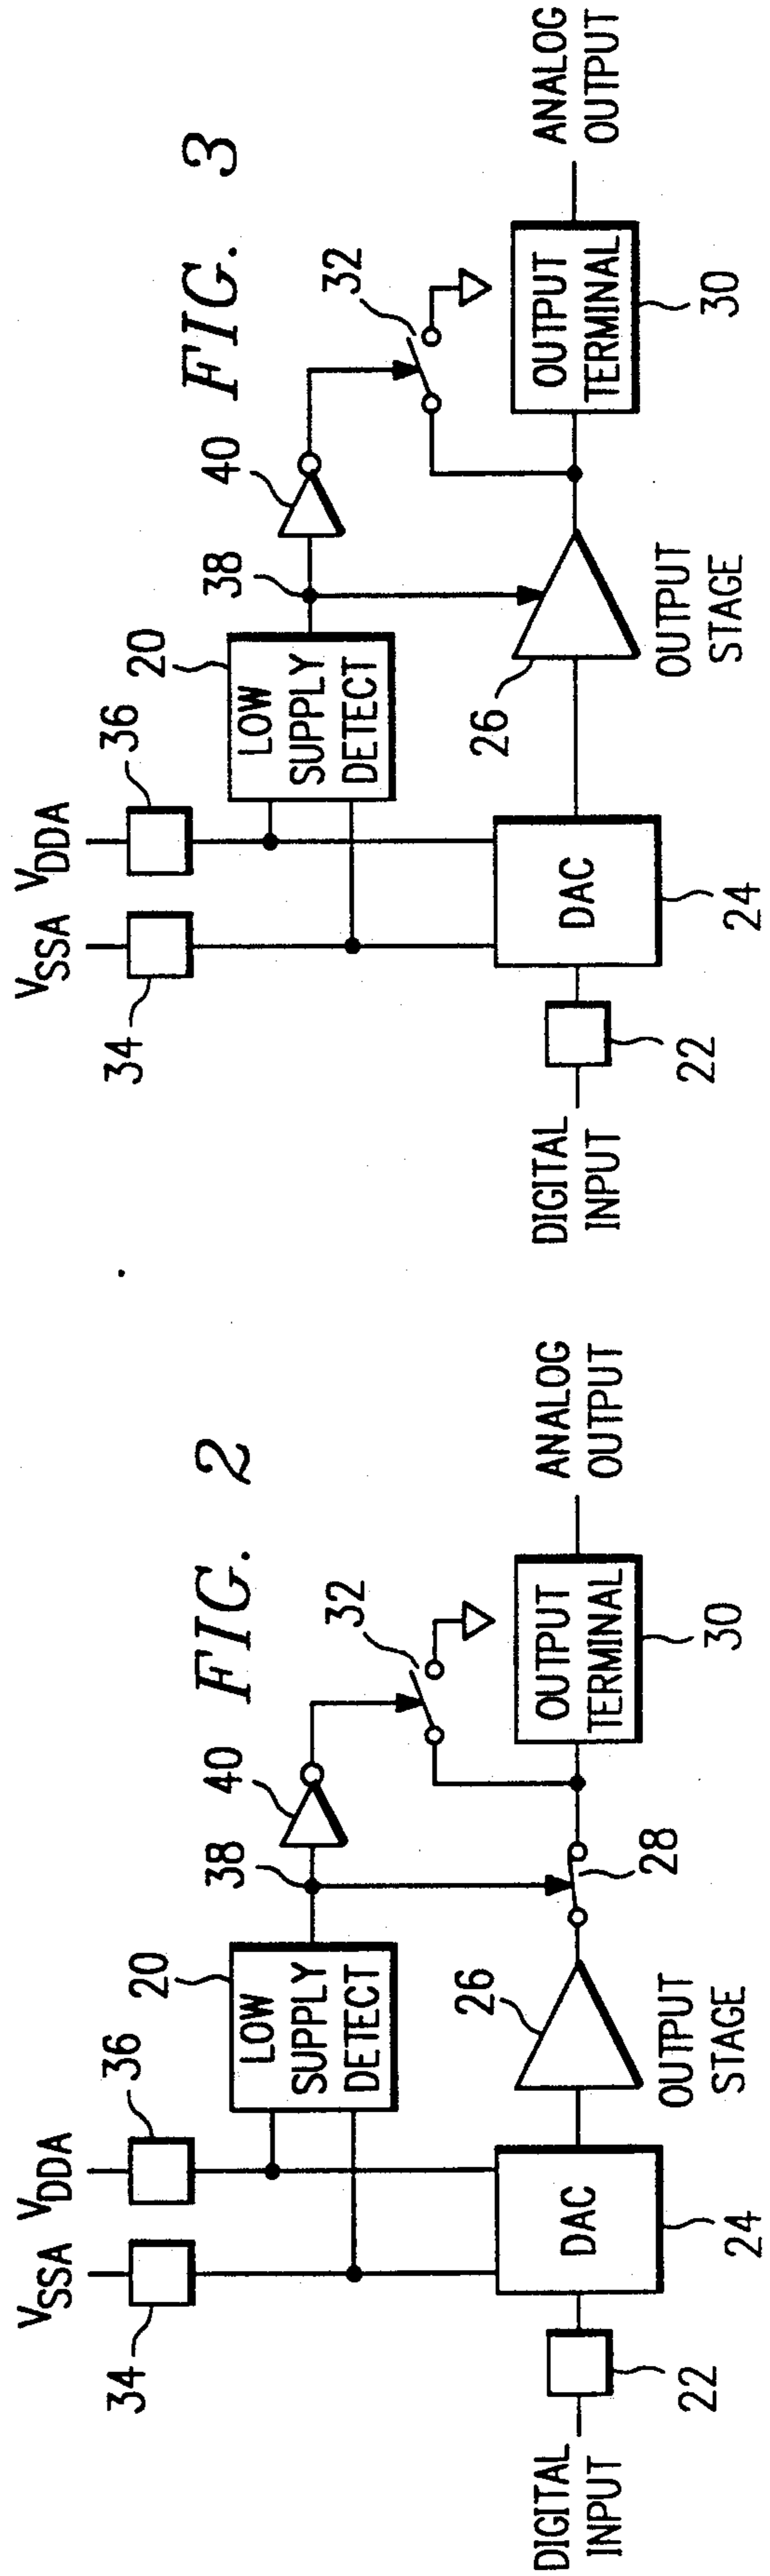 FIG. 2
VSSA
VDDA
34
36
20
LOW
SUPPLY
DETECT
38
40
32
DIGITAL
INPUT
22
DAC
24
26
OUTPUT
STAGE
28
OUTPUT
TERMINAL
30
ANALOG
OUTPUT
FIG. 3
VSSA
VDDA
34
36
20
LOW
SUPPLY
DETECT
38
40
32
DIGITAL
INPUT
22
DAC
24
26
OUTPUT
STAGE
OUTPUT
TERMINAL
30
ANALOG
OUTPUT